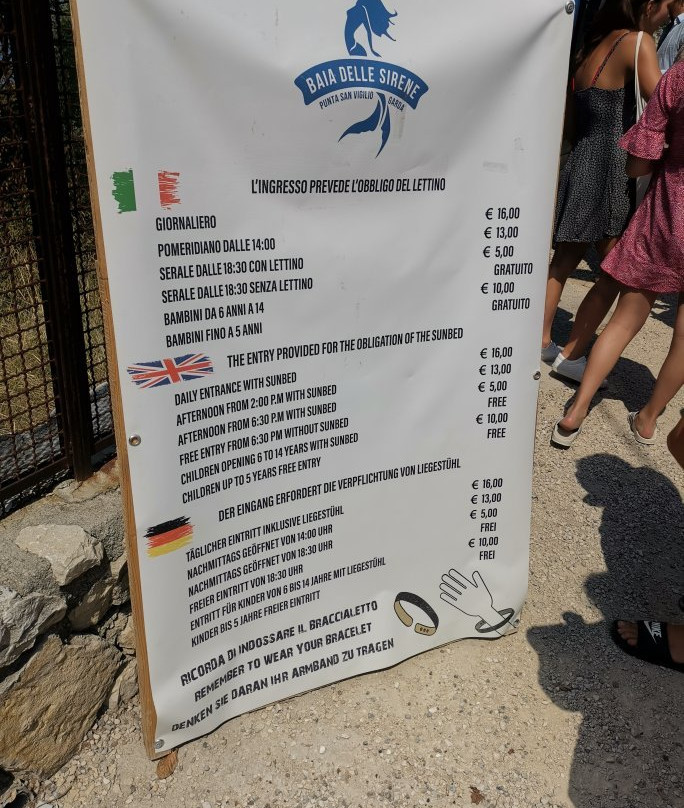 BAIA DELLE SIRENE
PUNTA SAN VIGILIO GARDA
L'INGRESSO PREVEDE L'OBBLIGO DEL LETTINO
GIORNALIERO € 16,00
POMERIDIANO DALLE 14:00 € 13,00
SERALE DALLE 18:30 CON LETTINO € 5,00
SERALE DALLE 18:30 SENZA LETTINO GRATUITO
BAMBINI DA 6 ANNI A 14 € 10,00
BAMBINI FINO A 5 ANNI GRATUITO
THE ENTRY PROVIDED FOR THE OBLIGATION OF THE SUNBED
DAILY ENTRANCE WITH SUNBED € 16,00
AFTERNOON FROM 2:00 P.M WITH SUNBED € 13,00
AFTERNOON FROM 6:30 P.M WITH SUNBED € 5,00
FREE ENTRY FROM 6:30 PM WITHOUT SUNBED FREE
CHILDREN OPENING 6 TO 14 YEARS WITH SUNBED € 10,00
CHILDREN UP TO 5 YEARS FREE ENTRY FREE
DER EINGANG ERFORDERT DIE VERPFLICHTUNG VON LIEGESTÜHL
TÄGLICHER EINTRITT INKLUSIVE LIEGESTÜHL € 16,00
NACHMITTAGS GEÖFFNET VON 14:00 UHR € 13,00
NACHMITTAGS GEÖFFNET VON 18:30 UHR € 5,00
FREIER EINTRITT VON 18:30 UHR FREI
ENTRITT FÜR KINDER VON 6 BIS 14 JAHRE MIT LIEGESTÜHL € 10,00
KINDER BIS 5 JAHRE FREIER EINTRITT FREI
RICORDA DI INDOSSARE IL BRACCIALETTO
REMEMBER TO WEAR YOUR BRACELET
DENKEN SIE DARAN IHR ARMBAND ZU TRAGEN